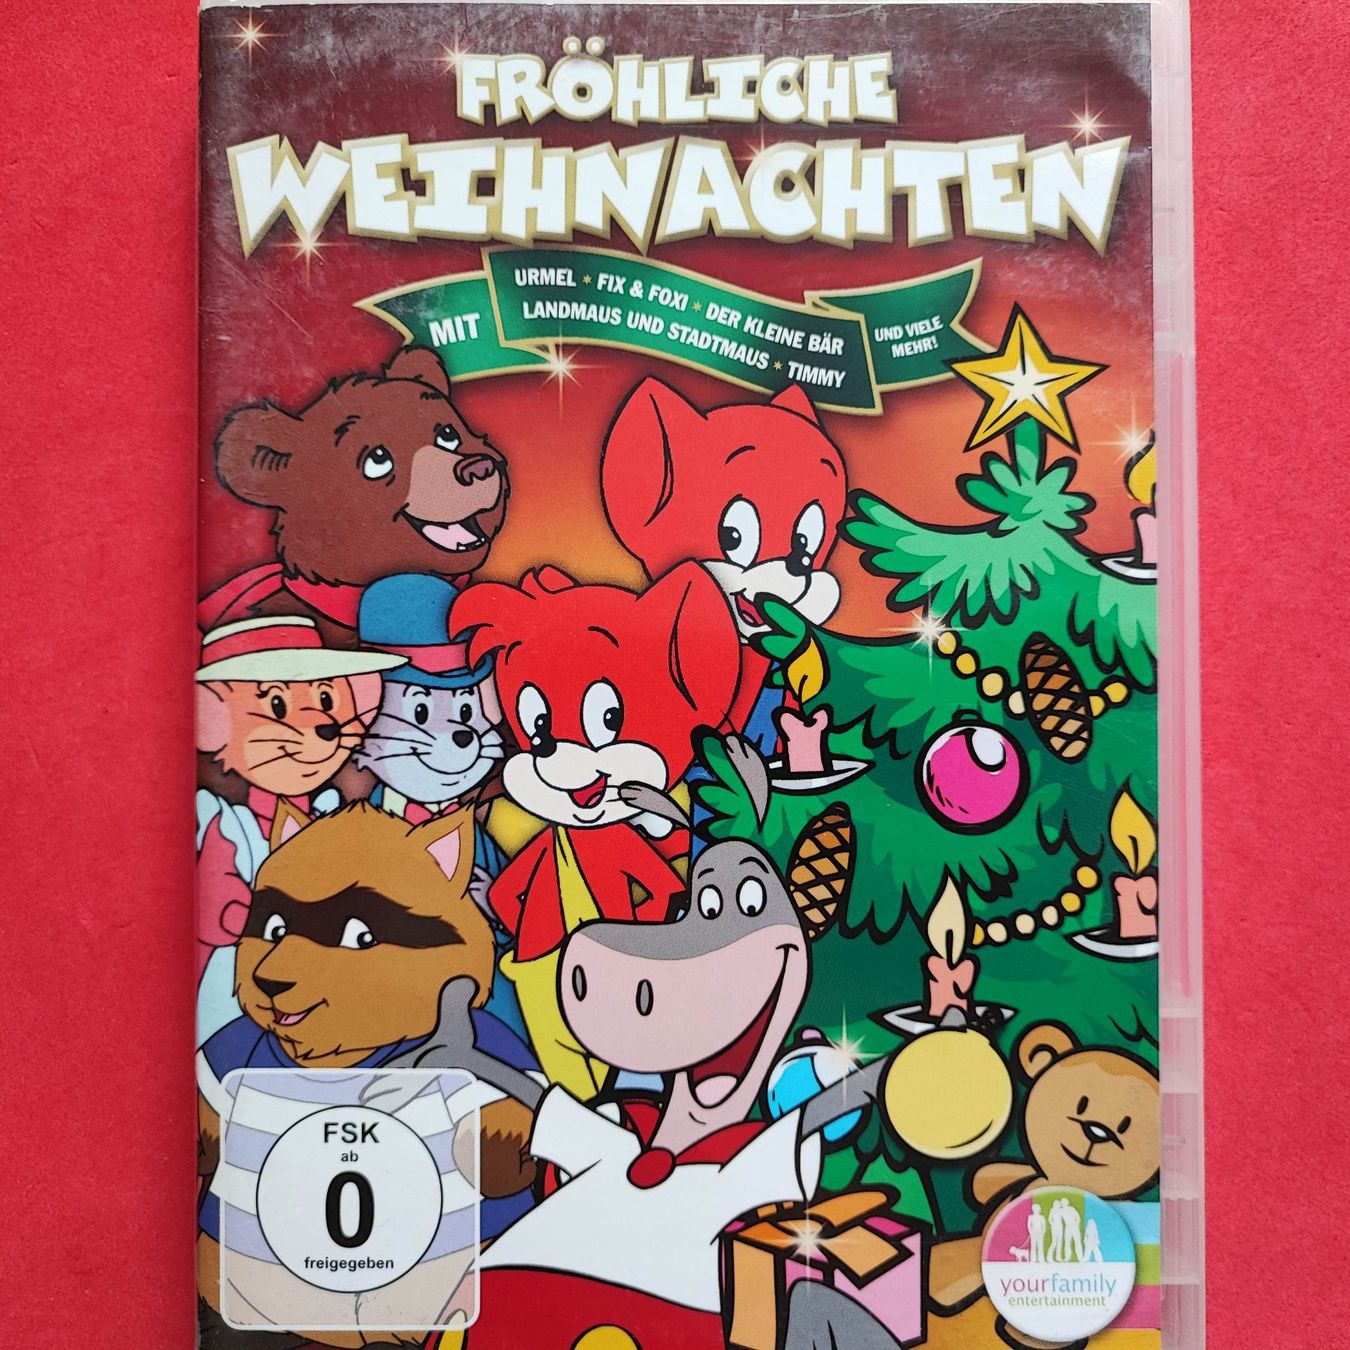 FRÖHLICHE
WEIHNACHTEN
MIT
URMEL * FIX & FOXI * DER KLEINE BÄR
LANDMAUS UND STADTMAUS * TIMMY
UND VIELE
MEHR!
FSK
ab
0
freigegeben
yourfamily
entertainment